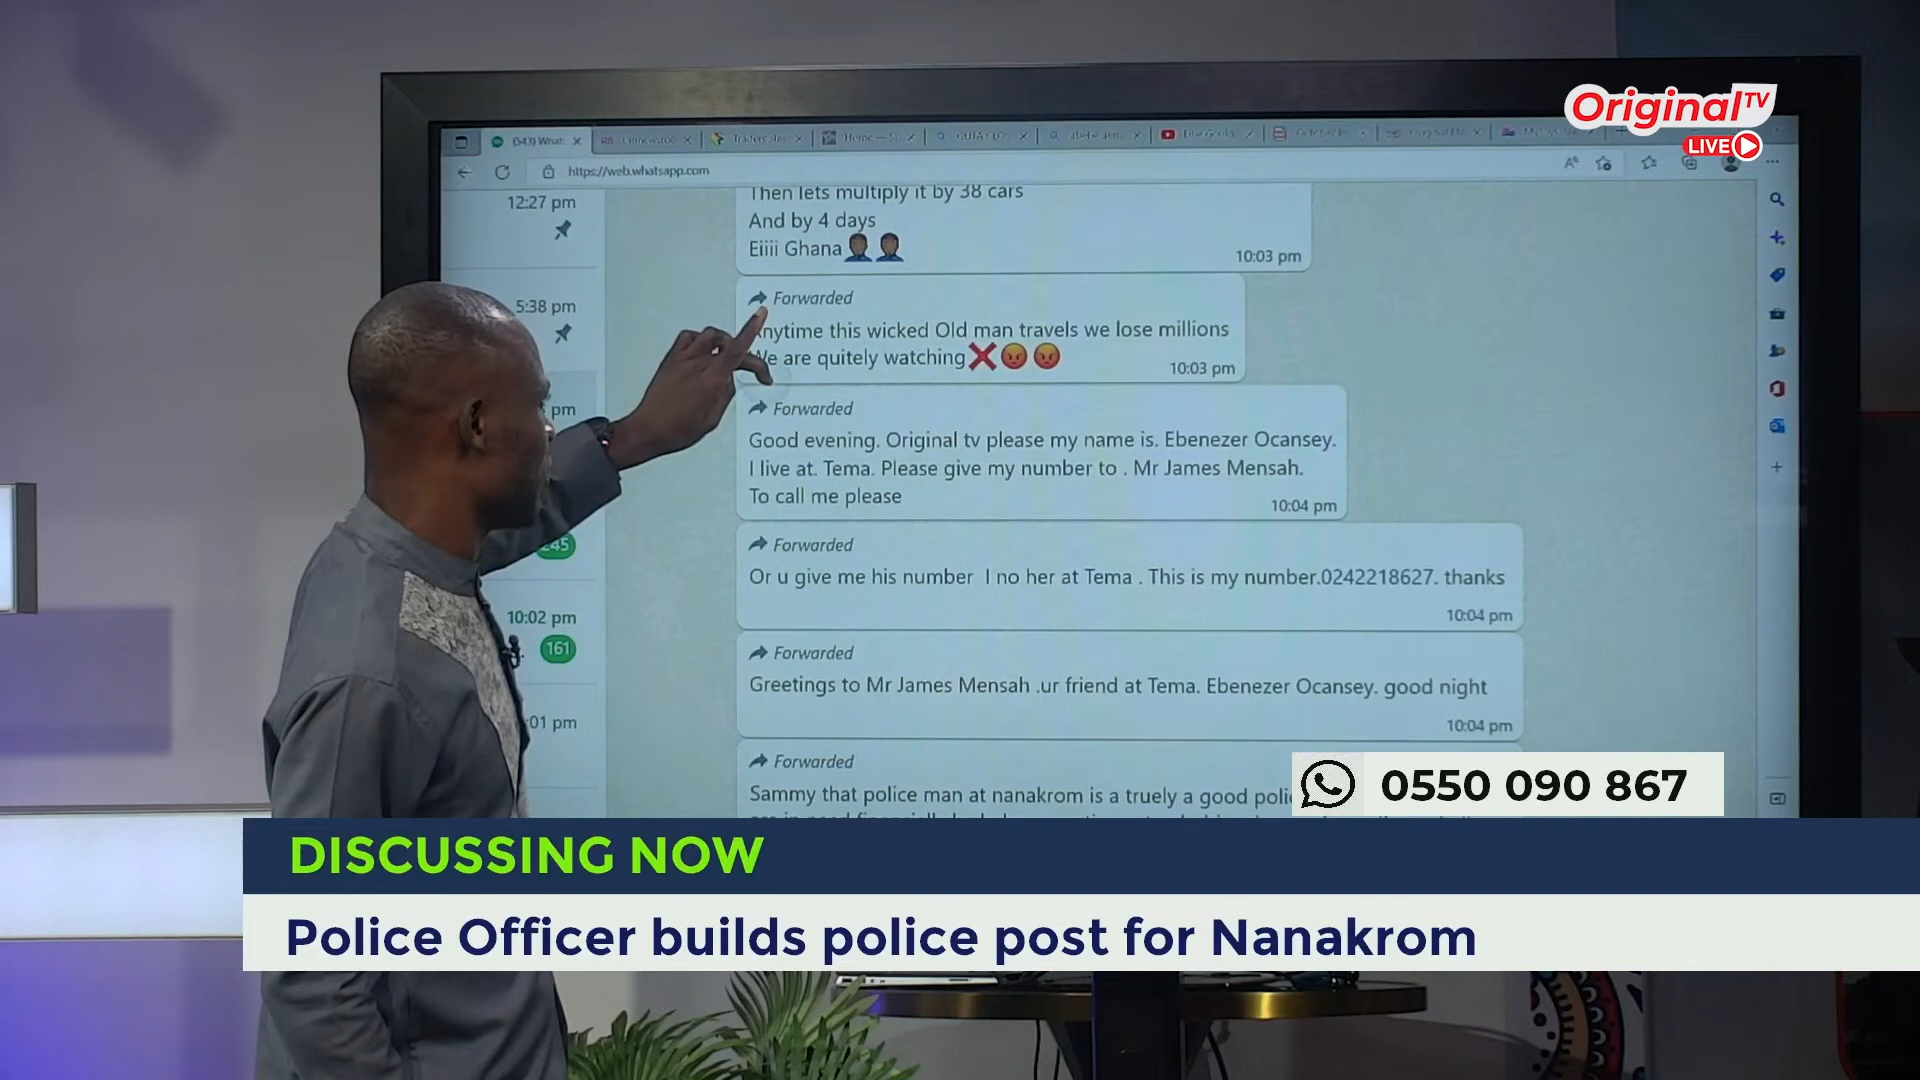 Original TV
LIVE
https://web.whatsapp.com
12:27 pm
5:38 pm
pm
245
10:02 pm
161
:01 pm
Then lets multiply it by 38 cars
And by 4 days
Eiiii Ghana
10:03 pm
Forwarded
Anytime this wicked Old man travels we lose millions
We are quitely watching
10:03 pm
Forwarded
Good evening. Original tv please my name is. Ebenezer Ocansey.
I live at. Tema. Please give my number to . Mr James Mensah.
To call me please
10:04 pm
Forwarded
Or u give me his number I no her at Tema . This is my number.0242218627. thanks
10:04 pm
Forwarded
Greetings to Mr James Mensah .ur friend at Tema. Ebenezer Ocansey. good night
10:04 pm
Forwarded
Sammy that police man at nanakrom is a truely a good
0550 090 867
DISCUSSING NOW
Police Officer builds police post for Nanakrom